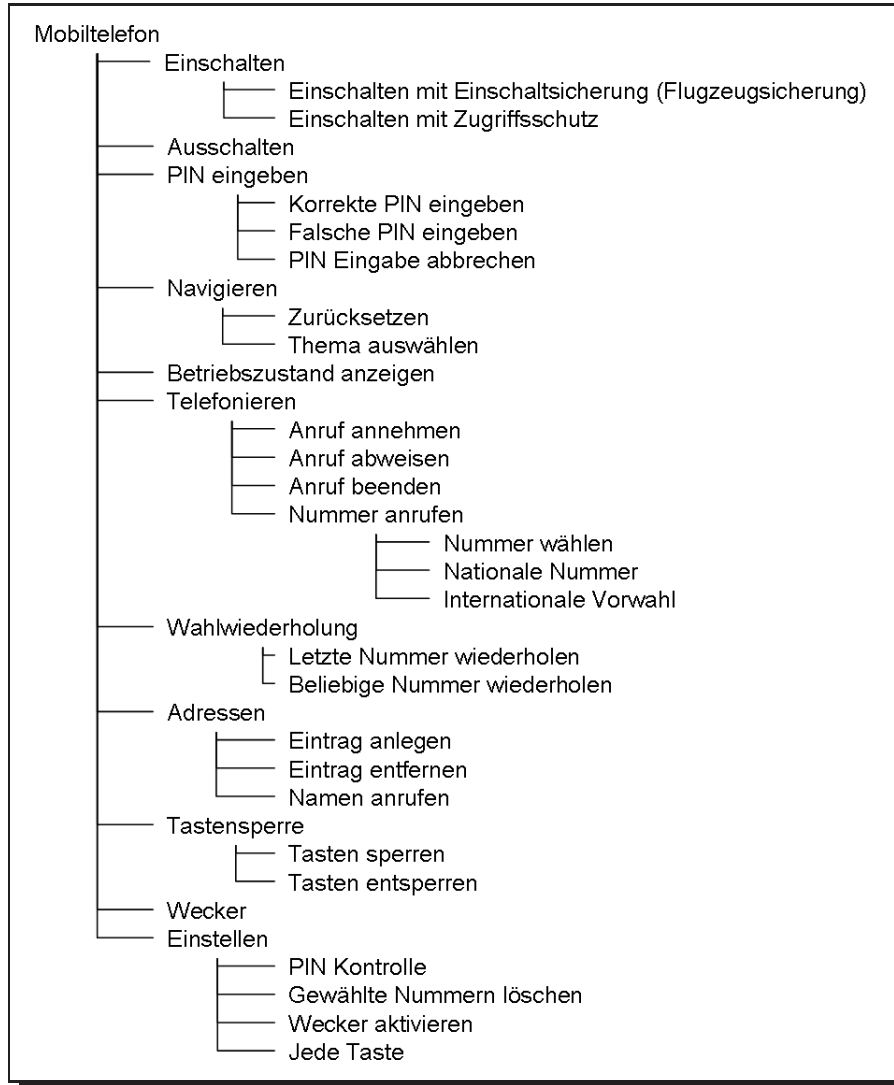 Mobiltelefon
Einschalten
Einschalten mit Einschaltsicherung (Flugzeugsicherung)
Einschalten mit Zugriffsschutz
Ausschalten
PIN eingeben
Korrekte PIN eingeben
Falsche PIN eingeben
PIN Eingabe abbrechen
Navigieren
Zurücksetzen
Thema auswählen
Betriebszustand anzeigen
Telefonieren
Anruf annehmen
Anruf abweisen
Anruf beenden
Nummer anrufen
Nummer wählen
Nationale Nummer
Internationale Vorwahl
Wahlwiederholung
Letzte Nummer wiederholen
Beliebige Nummer wiederholen
Adressen
Eintrag anlegen
Eintrag entfernen
Namen anrufen
Tastensperre
Tasten sperren
Tasten entsperren
Wecker
Einstellen
PIN Kontrolle
Gewählte Nummern löschen
Wecker aktivieren
Jede Taste